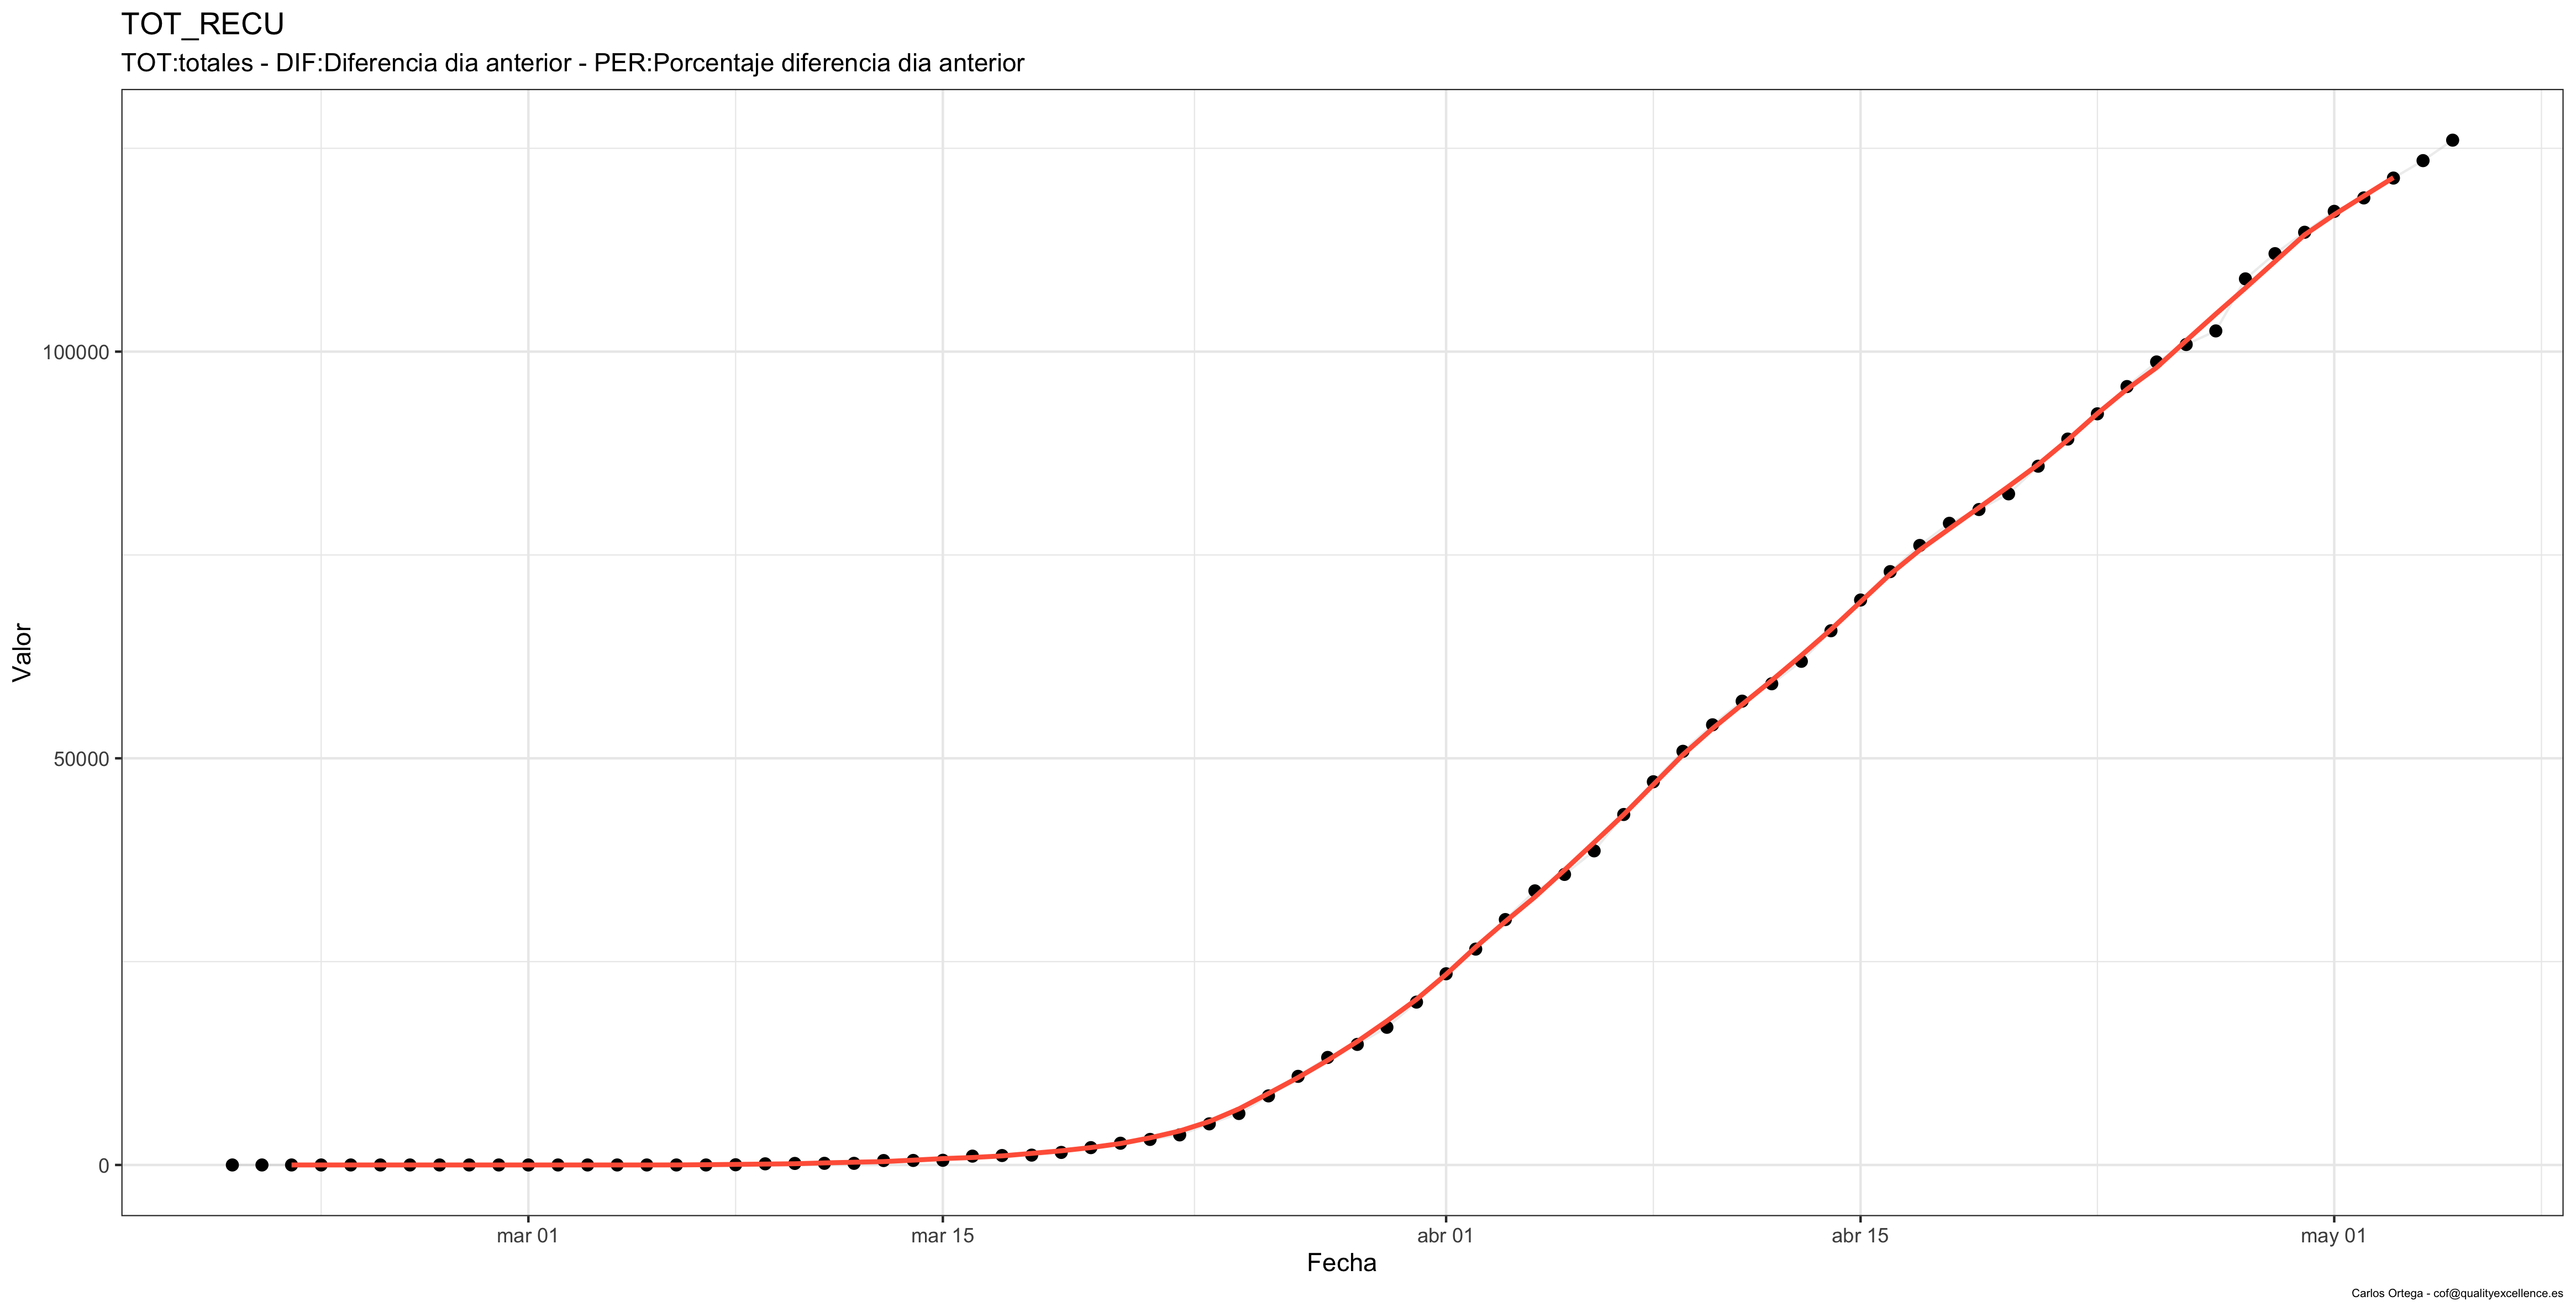 TOT_RECU
TOT:totales - DIF:Diferencia dia anterior - PER:Porcentaje diferencia dia anterior
Valor
100000
50000
0
mar 01 mar 15 abr 01 abr 15 may 01
Fecha
Carlos Ortega - cof@qualityexcellence.es